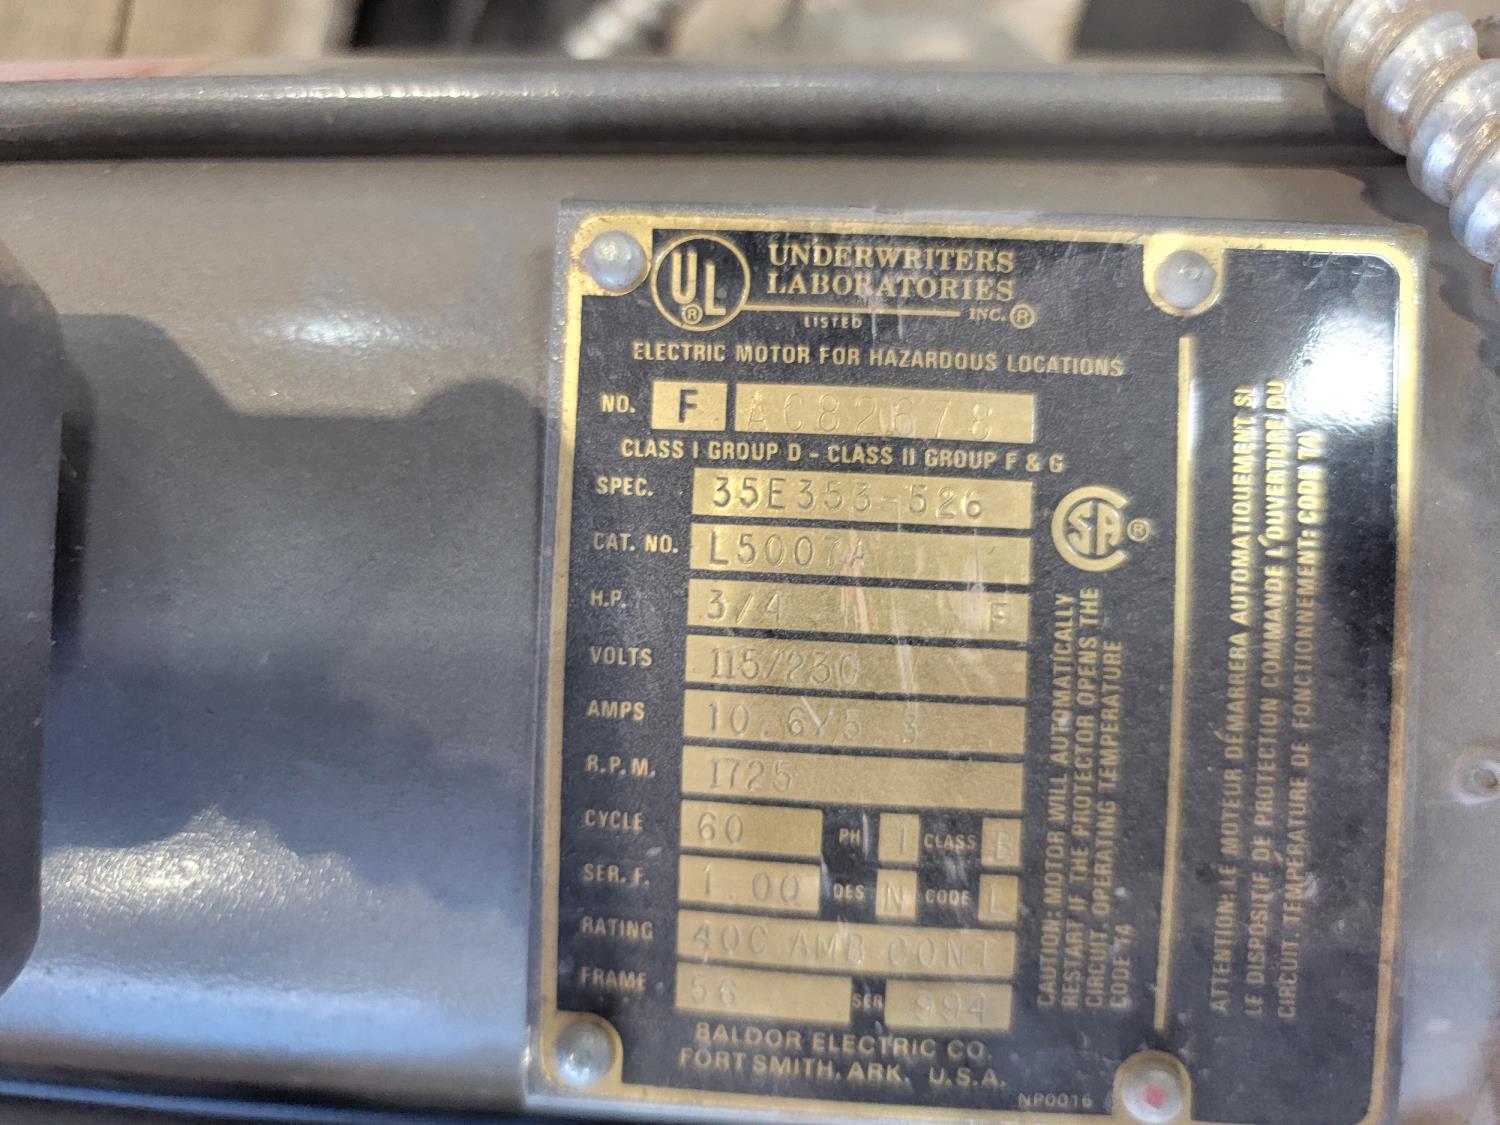 UL
®
UNDERWRITERS
LABORATORIES
INC.®
LISTED
ELECTRIC MOTOR FOR HAZARDOUS LOCATIONS
NO. F AC82678
CLASS I GROUP D - CLASS II GROUP F & G
SPEC. 35E353-526
CAT. NO. L5007A
H.P. 3/4 F
VOLTS 115/230
AMPS 10.6/5.3
R.P.M. 1725
CYCLE 60 PH 1 CLASS B
SER. F. 1.00 DES N CODE L
RATING 40C AMB CONT
FRAME 56 SER 994
BALDOR ELECTRIC CO.
FORT SMITH, ARK. U.S.A.
NP0016
SA ®
CAUTION: MOTOR WILL AUTOMATICALLY
RESTART IF THE PROTECTOR OPENS THE
CIRCUIT. OPERATING TEMPERATURE
CODE T4
ATTENTION: LE MOTEUR DÉMARRERA AUTOMATIQUEMENT SI
LE DISPOSITIF DE PROTECTION COMMANDE L'OUVERTURE DU
CIRCUIT. TEMPÉRATURE DE FONCTIONNEMENT: CODE T4